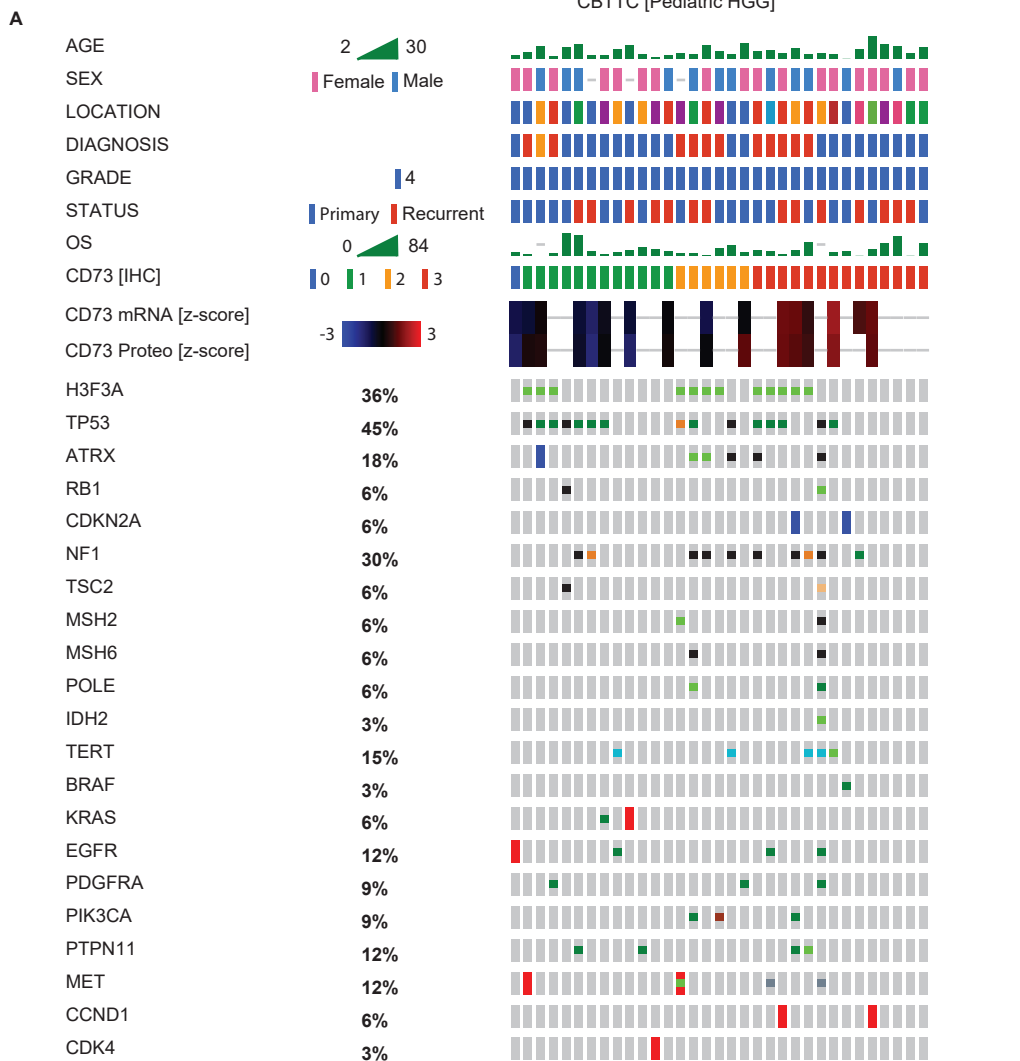 CBTTC [Pediatric HGG]
A
AGE 2 30
SEX Female Male
LOCATION
DIAGNOSIS
GRADE 4
STATUS Primary Recurrent
OS 0 84
CD73 [IHC] 0 1 2 3
CD73 mRNA [z-score]
-3 3
CD73 Proteo [z-score]
H3F3A 36%
TP53 45%
ATRX 18%
RB1 6%
CDKN2A 6%
NF1 30%
TSC2 6%
MSH2 6%
MSH6 6%
POLE 6%
IDH2 3%
TERT 15%
BRAF 3%
KRAS 6%
EGFR 12%
PDGFRA 9%
PIK3CA 9%
PTPN11 12%
MET 12%
CCND1 6%
CDK4 3%